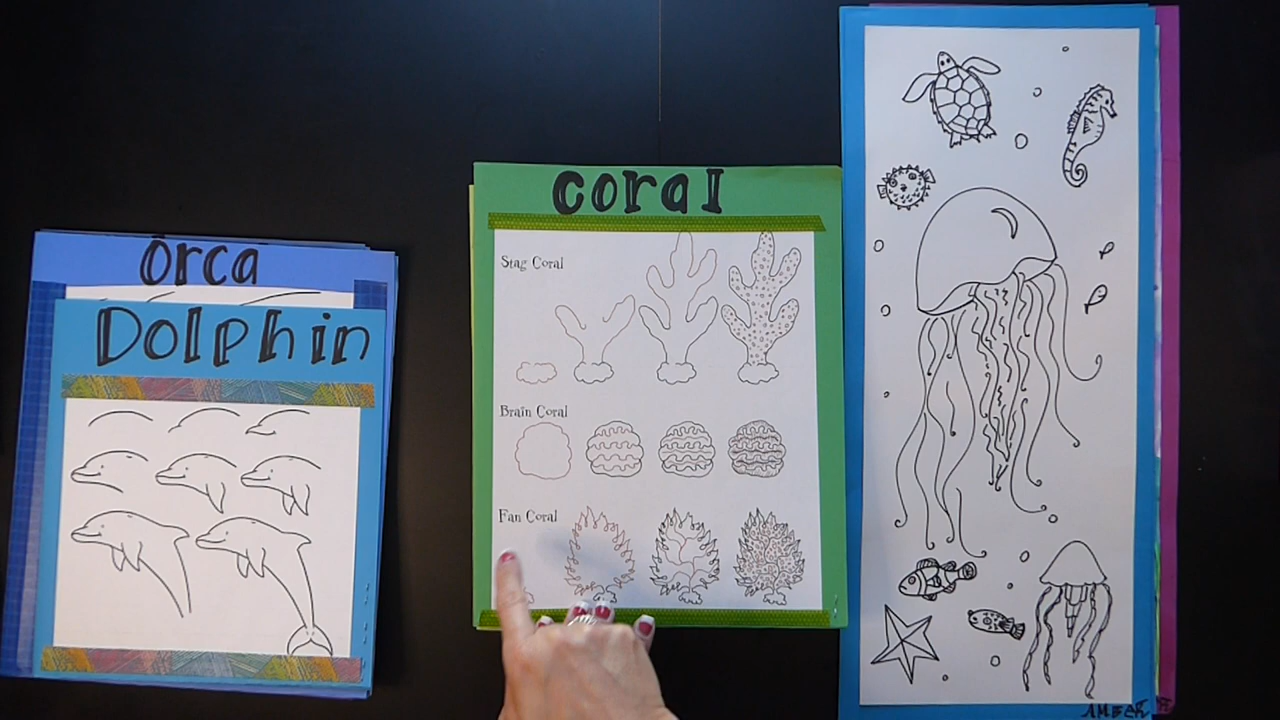 Orca
Dolphin
coral
Stag Coral
Brain Coral
Fan Coral